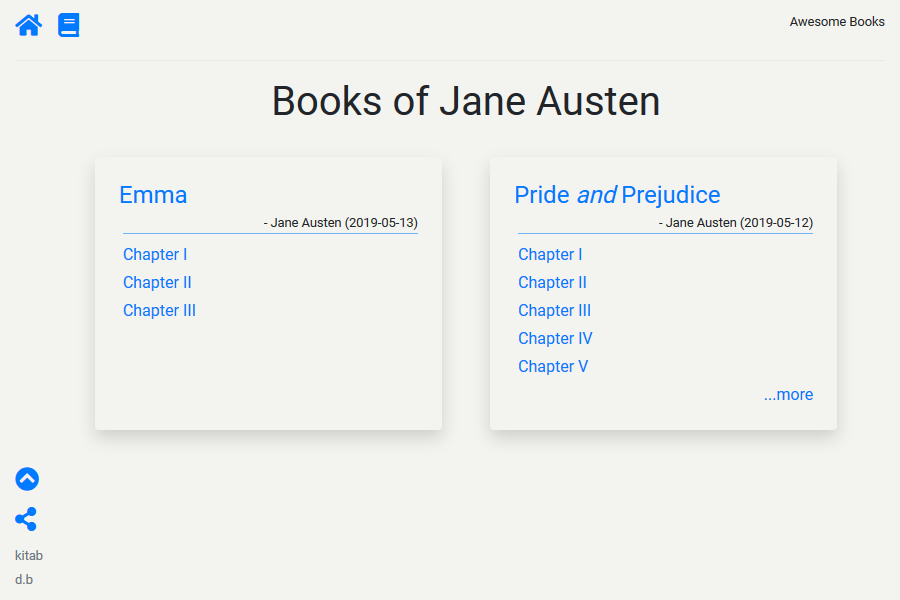 Awesome Books
Books of Jane Austen
Emma
- Jane Austen (2019-05-13)
Chapter I
Chapter II
Chapter III
Pride and Prejudice
- Jane Austen (2019-05-12)
Chapter I
Chapter II
Chapter III
Chapter IV
Chapter V
...more
kitab
d.b